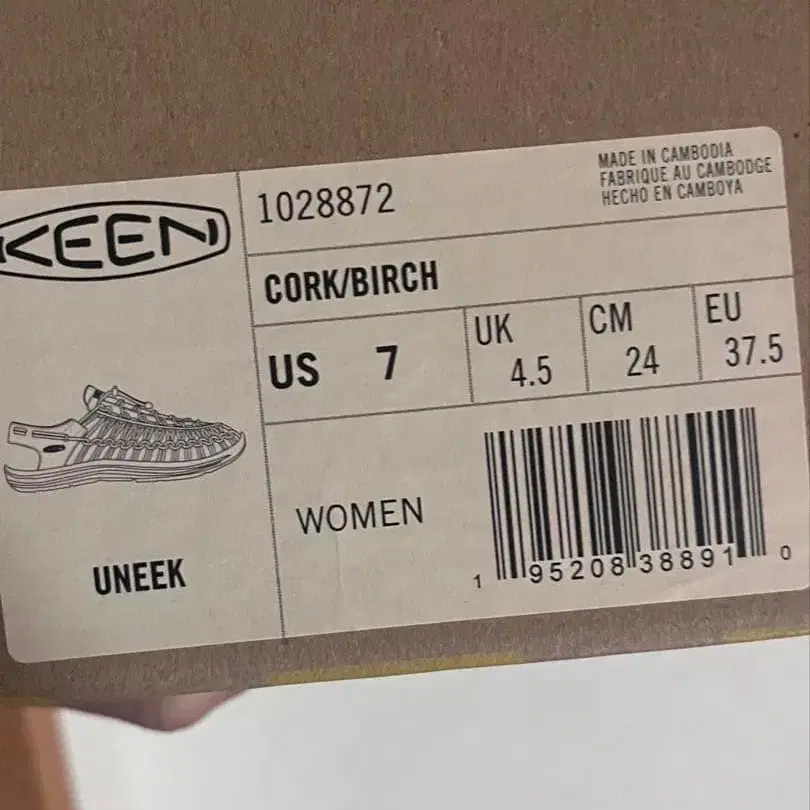 KEEN
1028872
MADE IN CAMBODIA
FABRIQUE AU CAMBODGE
HECHO EN CAMBOYA
CORK/BIRCH
US 7
UK 4.5
CM 24
EU 37.5
WOMEN
UNEEK
1 95208 38891 0